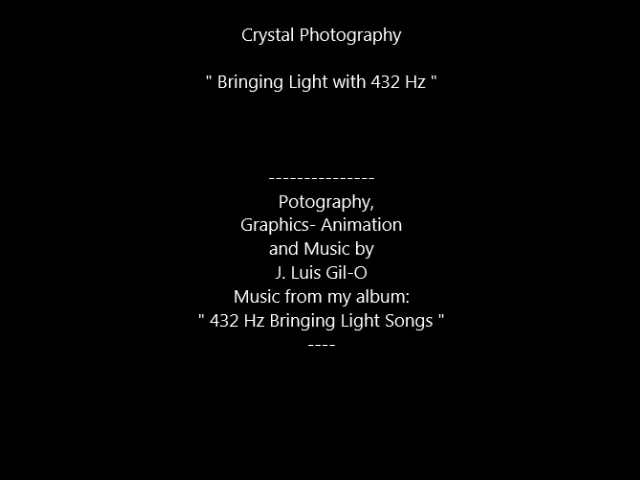 Crystal Photography
" Bringing Light with 432 Hz "
---------------
Potography,
Graphics- Animation
and Music by
J. Luis Gil-O
Music from my album:
" 432 Hz Bringing Light Songs "
----